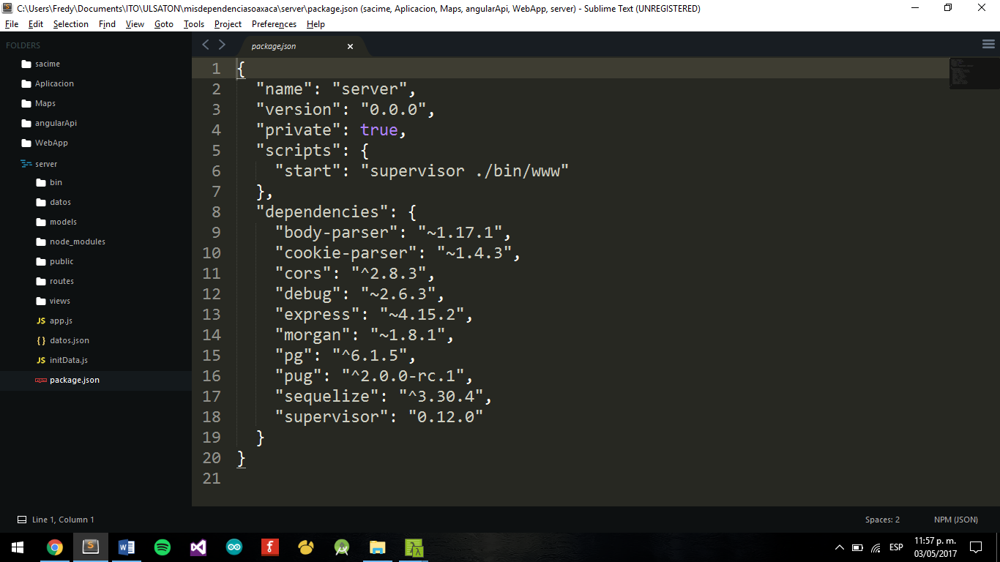 C:\Users\Fredy\Documents\ITO\ULSATON\misdependenciasoaxaca\server\package.json (sacime, Aplicacion, Maps, angularApi, WebApp, server) - Sublime Text (UNREGISTERED)
File Edit Selection Find View Goto Tools Project Preferences Help
FOLDERS
sacime
Aplicacion
Maps
angularApi
WebApp
server
bin
datos
models
node_modules
public
routes
views
JS app.js
{} datos.json
JS initData.js
package.json
package.json
1 {
2 "name": "server",
3 "version": "0.0.0",
4 "private": true,
5 "scripts": {
6 "start": "supervisor ./bin/www"
7 },
8 "dependencies": {
9 "body-parser": "~1.17.1",
10 "cookie-parser": "~1.4.3",
11 "cors": "^2.8.3",
12 "debug": "~2.6.3",
13 "express": "~4.15.2",
14 "morgan": "~1.8.1",
15 "pg": "^6.1.5",
16 "pug": "^2.0.0-rc.1",
17 "sequelize": "^3.30.4",
18 "supervisor": "0.12.0"
19 }
20 }
21
Line 1, Column 1
Spaces: 2
NPM (JSON)
ESP
11:57 p. m.
03/05/2017